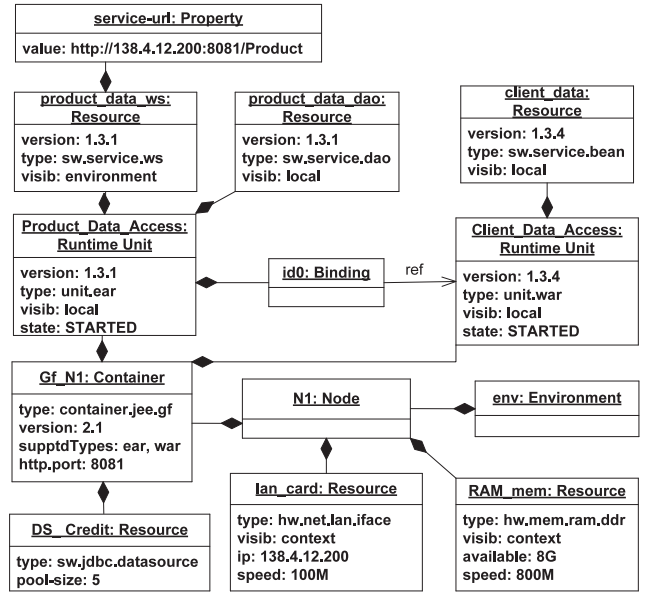 service-url: Property
value: http://138.4.12.200:8081/Product
product_data_ws:
Resource
version: 1.3.1
type: sw.service.ws
visib: environment
product_data_dao:
Resource
version: 1.3.1
type: sw.service.dao
visib: local
client_data:
Resource
version: 1.3.4
type: sw.service.bean
visib: local
Product_Data_Access:
Runtime Unit
version: 1.3.1
type: unit.ear
visib: local
state: STARTED
id0: Binding
ref
Client_Data_Access:
Runtime Unit
version: 1.3.4
type: unit.war
visib: local
state: STARTED
Gf_N1: Container
type: container.jee.gf
version: 2.1
supptdTypes: ear, war
http.port: 8081
N1: Node
env: Environment
DS_ Credit: Resource
type: sw.jdbc.datasource
pool-size: 5
lan_card: Resource
type: hw.net.lan.iface
visib: context
ip: 138.4.12.200
speed: 100M
RAM_mem: Resource
type: hw.mem.ram.ddr
visib: context
available: 8G
speed: 800M